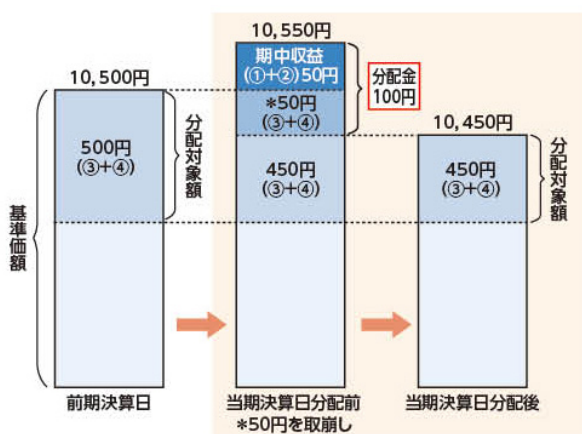 10,500円
500円
(③+④)
分配対象額
基準価額
前期決算日
10,550円
期中収益
(①+②)50円
*50円
(③+④)
450円
(③+④)
分配金
100円
当期決算日分配前
*50円を取崩し
10,450円
450円
(③+④)
分配対象額
当期決算日分配後